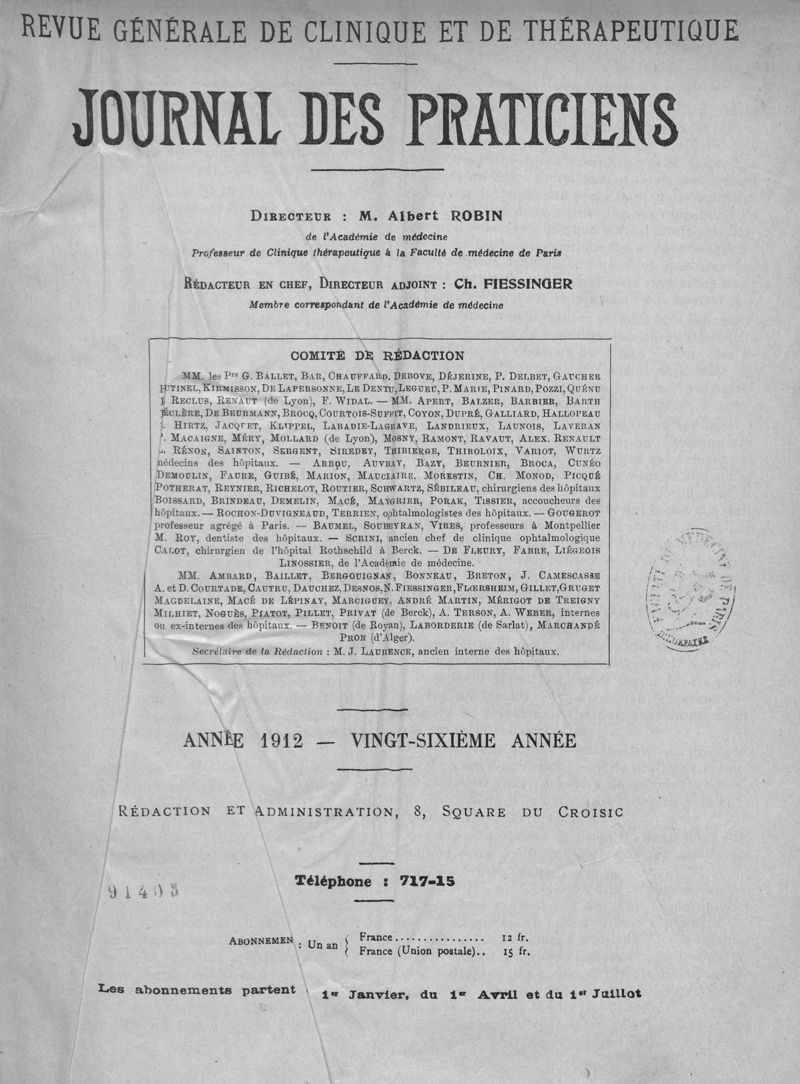 REVUE GÉNÉRALE DE CLINIQUE ET DE THÉRAPEUTIQUE
JOURNAL DES PRATICIENS
DIRECTEUR : M. Albert ROBIN
de l'Académie de médecine
Professeur de Clinique thérapeutique à la Faculté de médecine de Paris
RÉDACTEUR EN CHEF, DIRECTEUR ADJOINT : Ch. FIESSINGER
Membre correspondant de l'Académie de médecine
COMITÉ DE RÉDACTION
MM. les Prs G. BALLET, BAR, CHAUFFARD, DEBOVE, DÉJERINE, P. DELBET, GAUCHER
HUTINEL, KIRMISSON, DE LAPERSONNE, LE DENTU, LEGUEU, P. MARIE, PINARD, POZZI, QUÉNU
RECLUS, RENAUT (de Lyon), F. WIDAL. — MM. APERT, BALZER, BARBIER, BARTH
BÉCLÈRE, DE BEURMANN, BROCQ, COURTOIS-SUFFIT, COYON, DUPRÉ, GALLIARD, HALLOPEAU
HIRTZ, JACQUET, KLIPPEL, LABADIE-LAGRAVE, LANDRIEUX, LAUNOIS, LAVERAN
MACAIGNE, MÉRY, MOLLARD (de Lyon), MOSNY, RAMONT, RAVAUT, ALEX. RENAULT
L. RÉNON, SAINTON, SERGENT, SIREDEY, THIBIERGE, THIROLOIX, VARIOT, WURTZ
médecins des hôpitaux. — ARROU, AUVRAY, BAZY, BEURNIER, BROCA, CUNÉO
DEMOULIN, FAURE, GUIBÉ, MARION, MAUCLAIRE, MORESTIN, CH. MONOD, PICQUÉ
POTHERAT, REYNIER, RICHELOT, ROUTIER, SCHWARTZ, SÉBILEAU, chirurgiens des hôpitaux
BOISSARD, BRINDEAU, DEMELIN, MACÉ, MAYGRIER, PORAK, TISSIER, accoucheurs des
hôpitaux. — ROCHON-DUVIGNEAUD, TERRIEN, ophtalmologistes des hôpitaux. — GOUGEROT
professeur agrégé à Paris. — BAUMEL, SOUBEYRAN, VIRES, professeurs à Montpellier
M. ROY, dentiste des hôpitaux. — SCRINI, ancien chef de clinique ophtalmologique
CALOT, chirurgien de l'hôpital Rothschild à Berck. — DE FLEURY, FABRE, LIÉGEOIS
LINOSSIER, de l'Académie de médecine.
MM. AMBARD, BAILLET, BERGOUIGNAN, BONNEAU, BRETON, J. CAMESCASSE
A. et D. COURTADE, CAUTRU, DAUCHEZ, DESNOS, N. FIESSINGER, FLŒRSHEIM, GILLET, GRUGET
MAGDELAINE, MACÉ DE LÉPINAY, MARCIGUEY, ANDRÉ MARTIN, MÉRIGOT DE TREIGNY
MILHIET, NOGUÈS, PIATOT, PILLET, PRIVAT (de Berck), A. TERSON, A. WEBER, internes
ou ex-internes des hôpitaux. — BENOIT (de Royan), LABORDERIE (de Sarlat), MARCHANDÉ
PRON (d'Alger).
Secrétaire de la Rédaction : M. J. LAURENCE, ancien interne des hôpitaux.
ANNÉE 1912 — VINGT-SIXIÈME ANNÉE
RÉDACTION ET ADMINISTRATION, 8, SQUARE DU CROISIC
91403
Téléphone : 717-15
ABONNEMEN : Un an { France................ 12 fr.
France (Union postale).. 15 fr.
Les abonnements partent 1er Janvier, du 1er Avril et du 1er Juillot